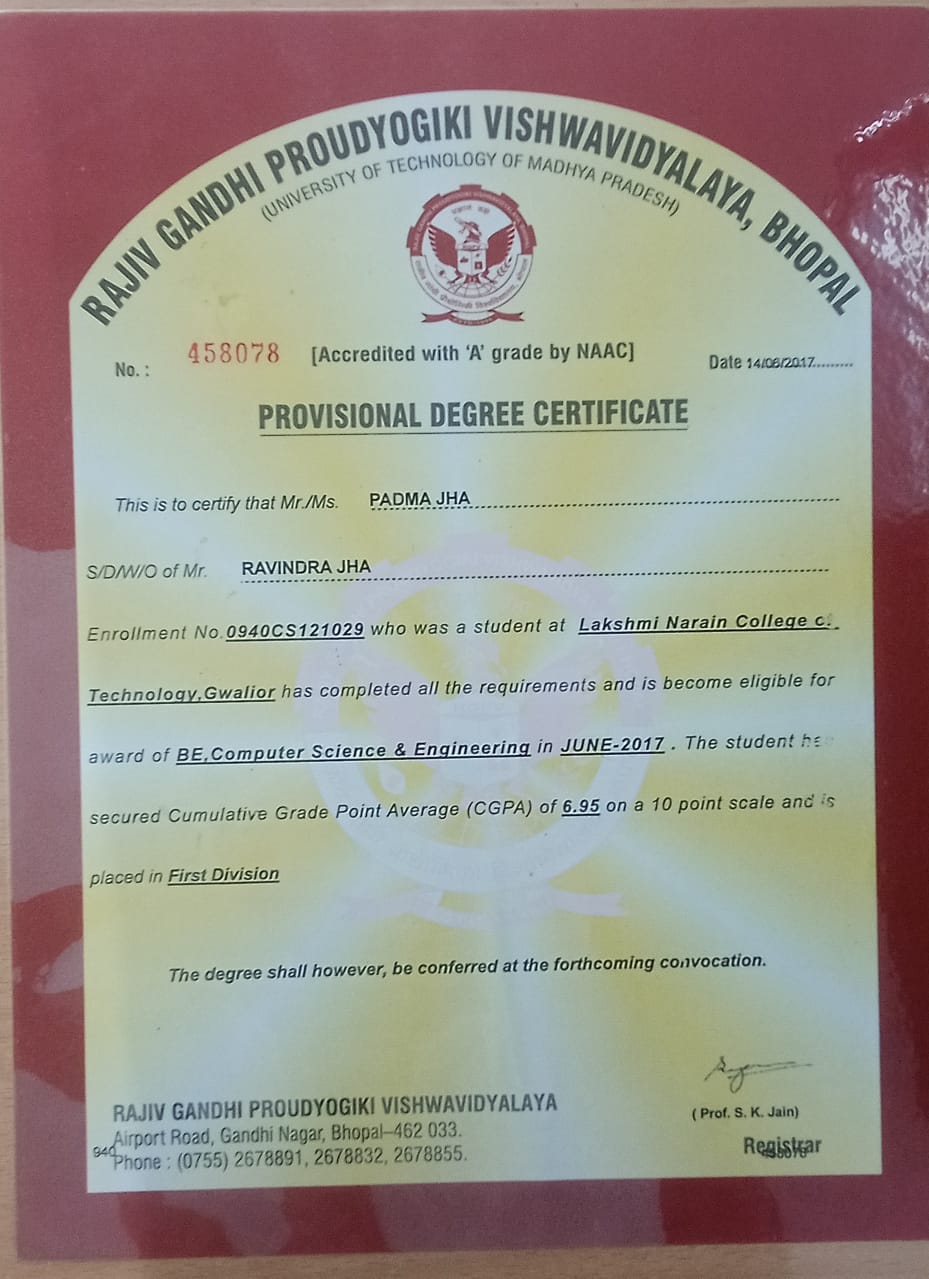 RAJIV GANDHI PROUDYOGIKI VISHWAVIDYALAYA, BHOPAL
(UNIVERSITY OF TECHNOLOGY OF MADHYA PRADESH)
No. : 458078 [Accredited with ‘A’ grade by NAAC] Date 14/06/2017.........
PROVISIONAL DEGREE CERTIFICATE
This is to certify that Mr./Ms. PADMA JHA
S/D/W/O of Mr. RAVINDRA JHA
Enrollment No.0940CS121029 who was a student at Lakshmi Narain College
Technology,Gwalior has completed all the requirements and is become eligible for
award of BE,Computer Science & Engineering in JUNE-2017 . The student
secured Cumulative Grade Point Average (CGPA) of 6.95 on a 10 point scale and is
placed in First Division
The degree shall however, be conferred at the forthcoming convocation.
RAJIV GANDHI PROUDYOGIKI VISHWAVIDYALAYA
Airport Road, Gandhi Nagar, Bhopal–462 033.
940
Phone : (0755) 2678891, 2678832, 2678855.
( Prof. S. K. Jain)
Registrar